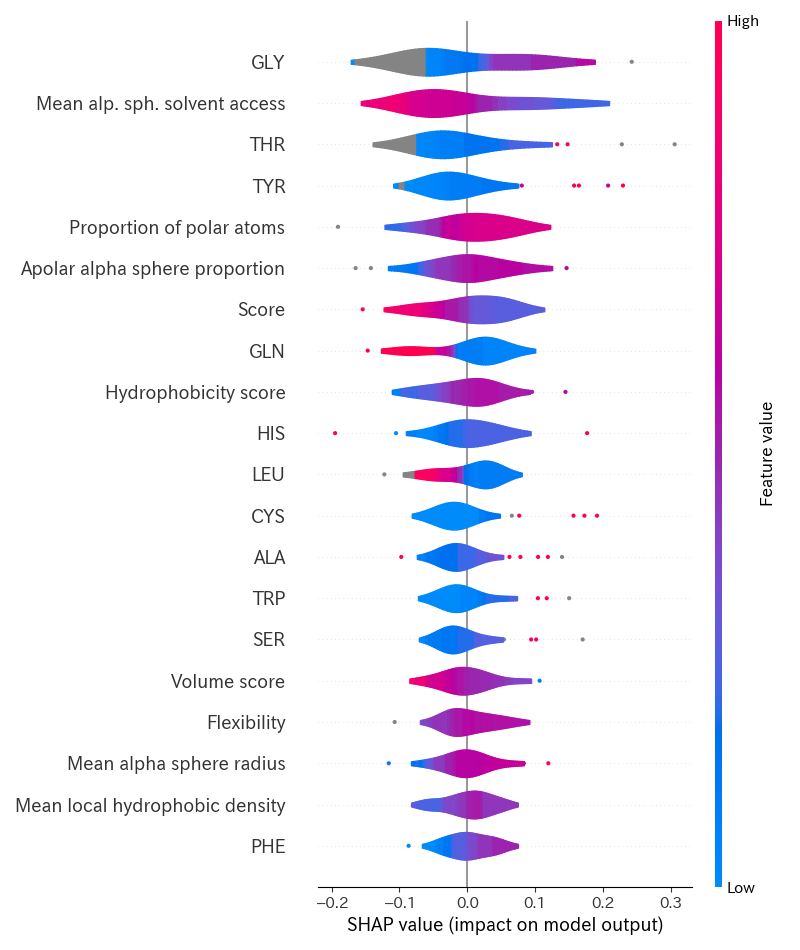 High
GLY
Mean alp. sph. solvent access
THR
TYR
Proportion of polar atoms
Apolar alpha sphere proportion
Score
GLN
Hydrophobicity score
HIS
LEU
CYS
ALA
TRP
SER
Volume score
Flexibility
Mean alpha sphere radius
Mean local hydrophobic density
PHE
Feature value
Low
−0.2 −0.1 0.0 0.1 0.2 0.3
SHAP value (impact on model output)